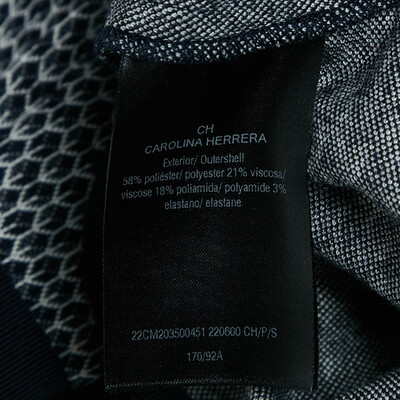 CH
CAROLINA HERRERA
Exterior/ Outershell
58% poliéster/ polyester 21% viscosa/
viscose 18% poliamida/ polyamide 3%
elastano/ elastane
22CM203500451 220600 CH/P/S
170/92A